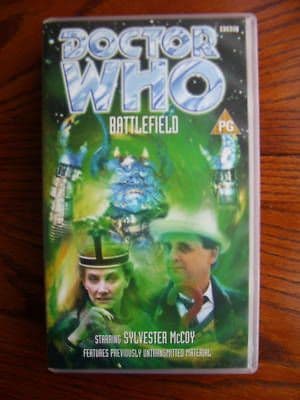 BBC
DOCTOR
WHO
BATTLEFIELD
PG
STARRING SYLVESTER McCOY
FEATURES PREVIOUSLY UNTRANSMITTED MATERIAL